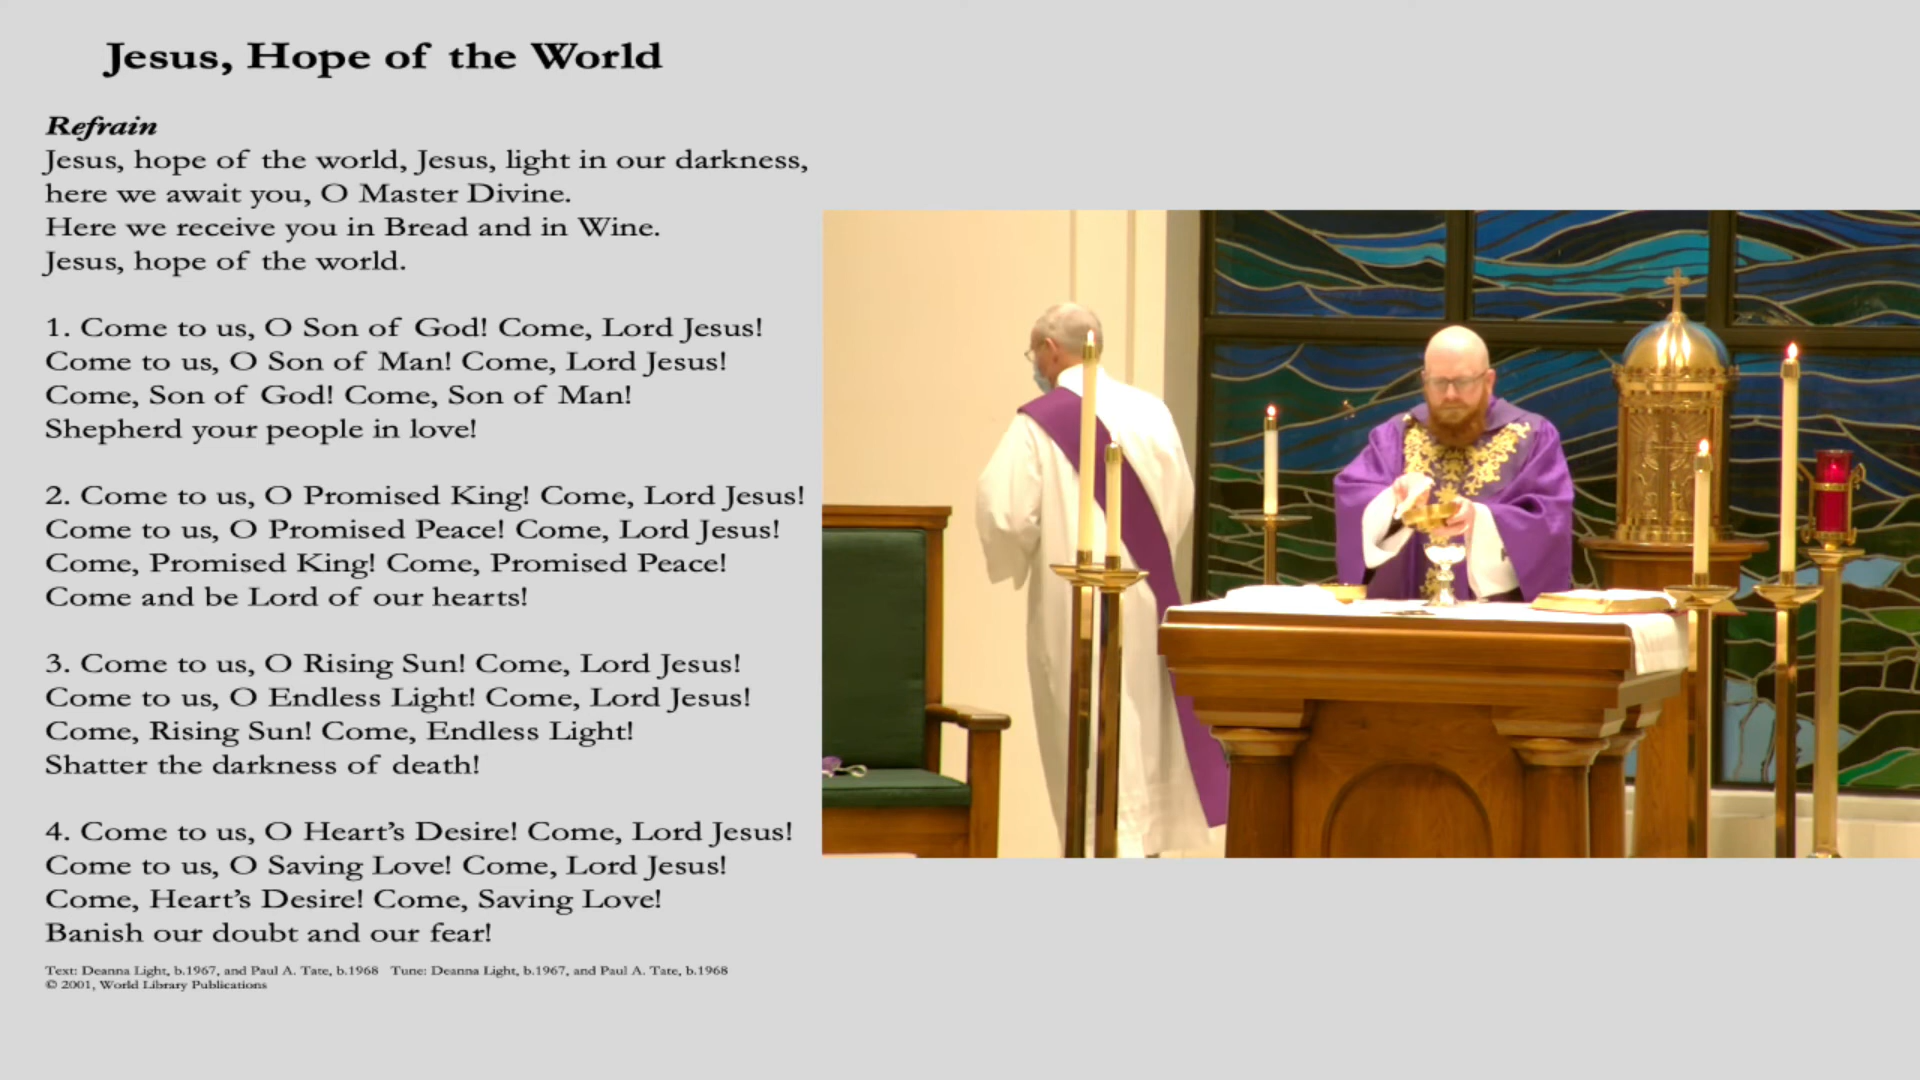 Jesus, Hope of the World
Refrain
Jesus, hope of the world, Jesus, light in our darkness,
here we await you, O Master Divine.
Here we receive you in Bread and in Wine.
Jesus, hope of the world.
1. Come to us, O Son of God! Come, Lord Jesus!
Come to us, O Son of Man! Come, Lord Jesus!
Come, Son of God! Come, Son of Man!
Shepherd your people in love!
2. Come to us, O Promised King! Come, Lord Jesus!
Come to us, O Promised Peace! Come, Lord Jesus!
Come, Promised King! Come, Promised Peace!
Come and be Lord of our hearts!
3. Come to us, O Rising Sun! Come, Lord Jesus!
Come to us, O Endless Light! Come, Lord Jesus!
Come, Rising Sun! Come, Endless Light!
Shatter the darkness of death!
4. Come to us, O Heart’s Desire! Come, Lord Jesus!
Come to us, O Saving Love! Come, Lord Jesus!
Come, Heart’s Desire! Come, Saving Love!
Banish our doubt and our fear!
Text: Deanna Light, b.1967, and Paul A. Tate, b.1968 Tune: Deanna Light, b.1967, and Paul A. Tate, b.1968
© 2001, World Library Publications